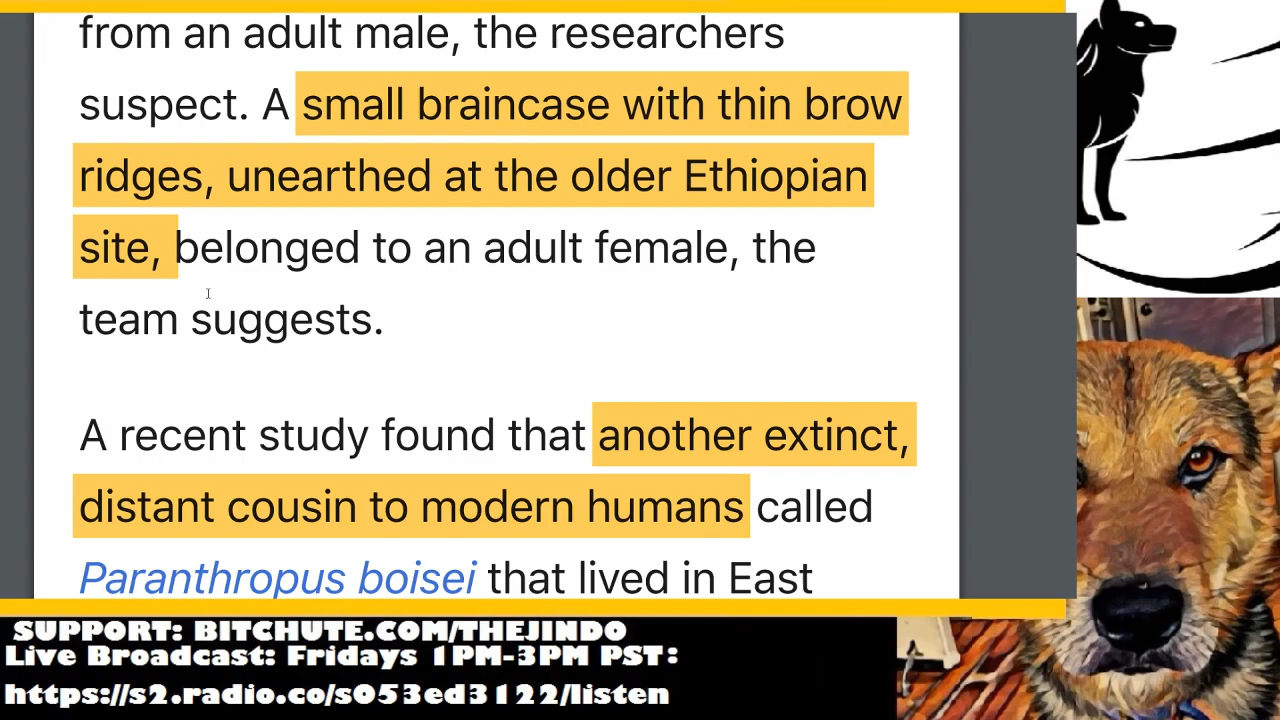 from an adult male, the researchers
suspect. A small braincase with thin brow
ridges, unearthed at the older Ethiopian
site, belonged to an adult female, the
team suggests.
A recent study found that another extinct,
distant cousin to modern humans called
Paranthropus boisei that lived in East
SUPPORT: BITCHUTE.COM/THEJINDO
Live Broadcast: Fridays 1PM-3PM PST:
https://s2.radio.co/s053ed3122/listen